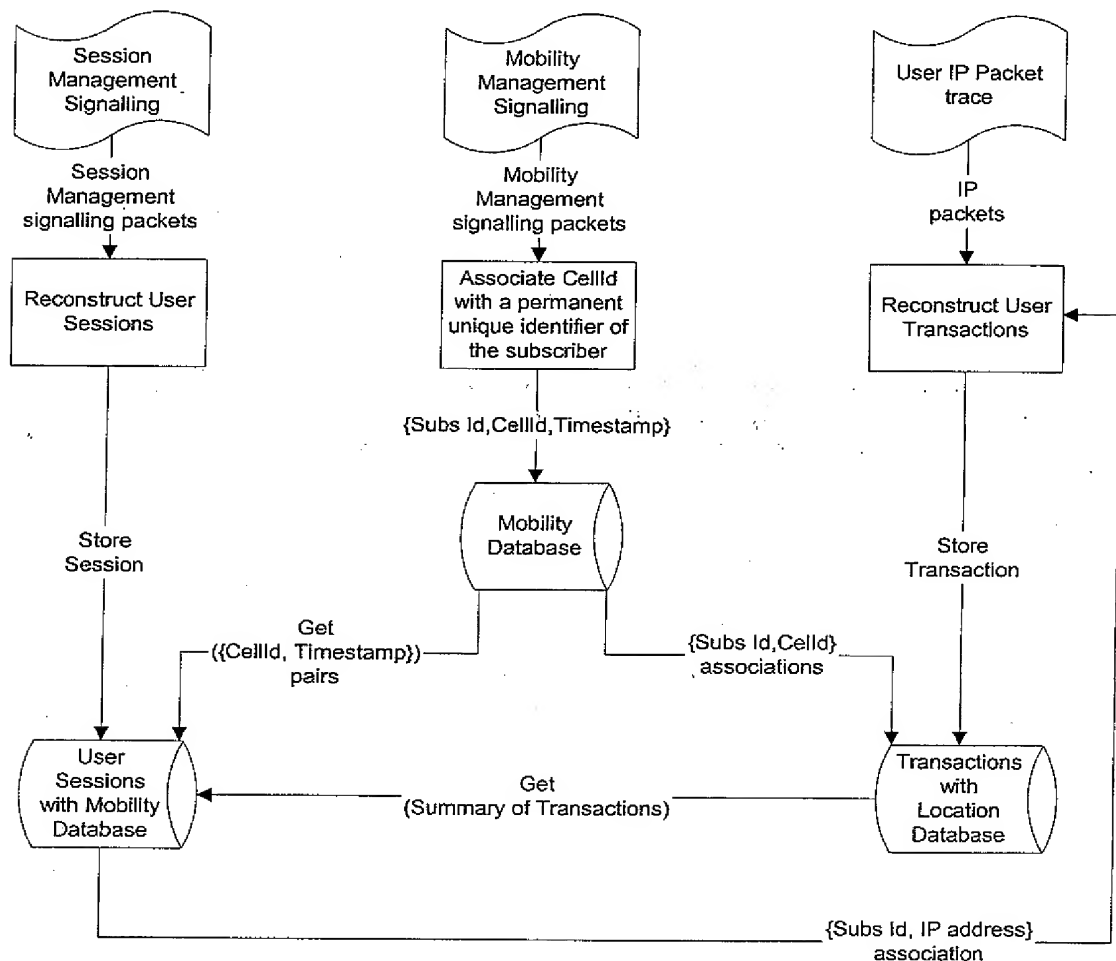 Session
Management
Signalling
Mobility
Management
Signalling
User IP Packet
trace
Session
Management
signalling packets
Mobility
Management
signalling packets
IP
packets
Reconstruct User
Sessions
Associate CellId
with a permanent
unique identifier of
the subscriber
Reconstruct User
Transactions
{Subs Id,CellId,Timestamp}
Mobility
Database
Store
Session
Store
Transaction
Get
({CellId, Timestamp})
pairs
{Subs Id,CelId}
associations
User
Sessions
with Mobility
Database
Get
(Summary of Transactions)
Transactions
with
Location
Database
{Subs Id, IP address}
association